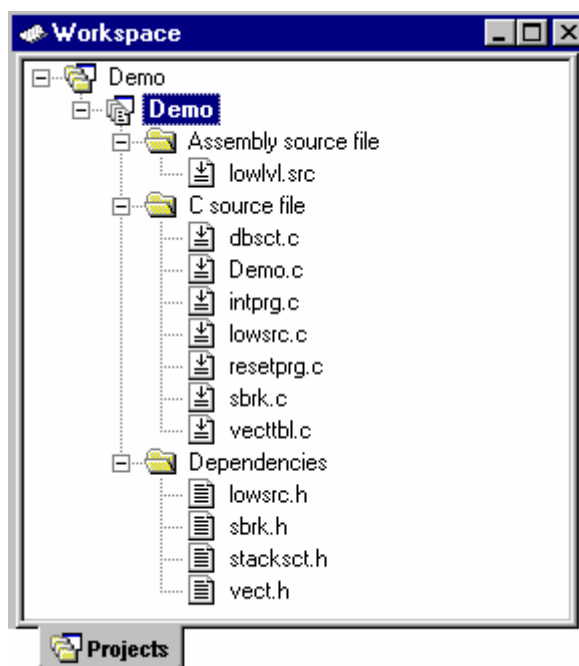 Workspace
Demo
Demo
Assembly source file
lowlvl.src
C source file
dbsct.c
Demo.c
intprg.c
lowsrc.c
resetprg.c
sbrk.c
vecttbl.c
Dependencies
lowsrc.h
sbrk.h
stacksct.h
vect.h
Projects